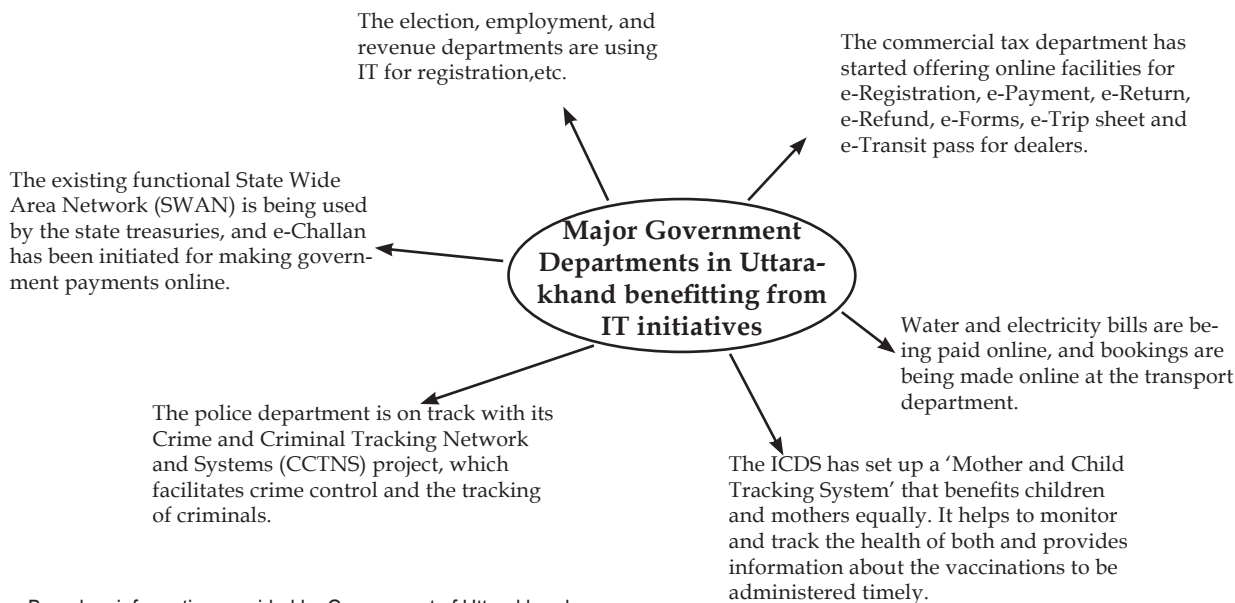 The election, employment, and
revenue departments are using
IT for registration,etc.
The commercial tax department has
started offering online facilities for
e-Registration, e-Payment, e-Return,
e-Refund, e-Forms, e-Trip sheet and
e-Transit pass for dealers.
The existing functional State Wide
Area Network (SWAN) is being used
by the state treasuries, and e-Challan
has been initiated for making govern-
ment payments online.
Major Government
Departments in Uttara-
khand benefitting from
IT initiatives
Water and electricity bills are be-
ing paid online, and bookings are
being made online at the transport
department.
The police department is on track with its
Crime and Criminal Tracking Network
and Systems (CCTNS) project, which
facilitates crime control and the tracking
of criminals.
The ICDS has set up a ‘Mother and Child
Tracking System’ that benefits children
and mothers equally. It helps to monitor
and track the health of both and provides
information about the vaccinations to be
administered timely.